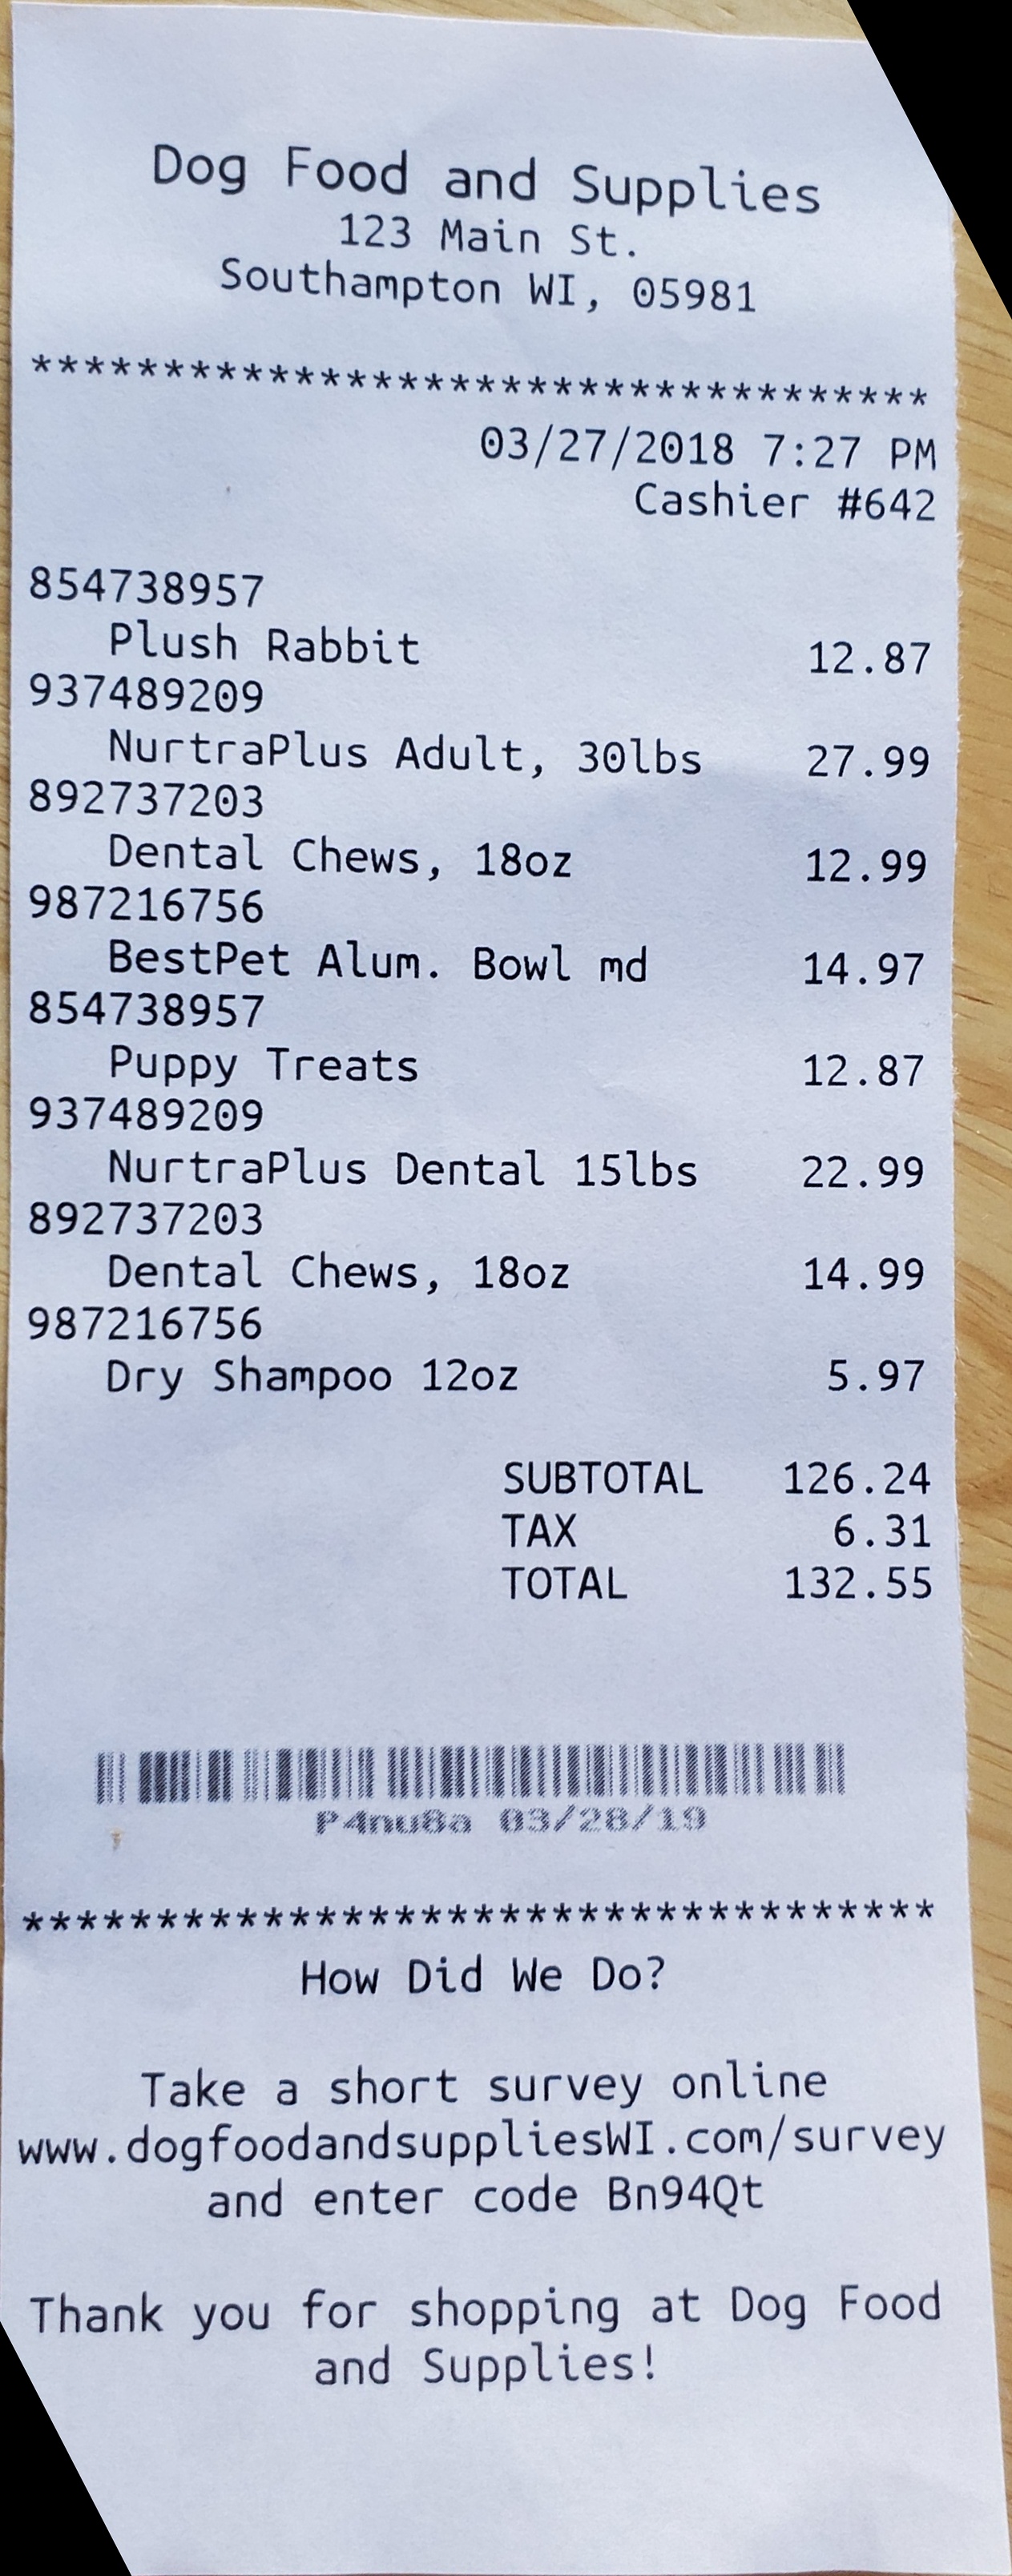 Dog Food and Supplies
123 Main St.
Southampton WI, 05981
***********************************
03/27/2018 7:27 PM
Cashier #642
854738957
Plush Rabbit 12.87
937489209
NurtraPlus Adult, 30lbs 27.99
892737203
Dental Chews, 18oz 12.99
987216756
BestPet Alum. Bowl md 14.97
854738957
Puppy Treats 12.87
937489209
NurtraPlus Dental 15lbs 22.99
892737203
Dental Chews, 18oz 14.99
987216756
Dry Shampoo 12oz 5.97
SUBTOTAL 126.24
TAX 6.31
TOTAL 132.55
P4nu8a 03/28/19
***********************************
How Did We Do?
Take a short survey online
www.dogfoodandsuppliesWI.com/survey
and enter code Bn94Qt
Thank you for shopping at Dog Food
and Supplies!